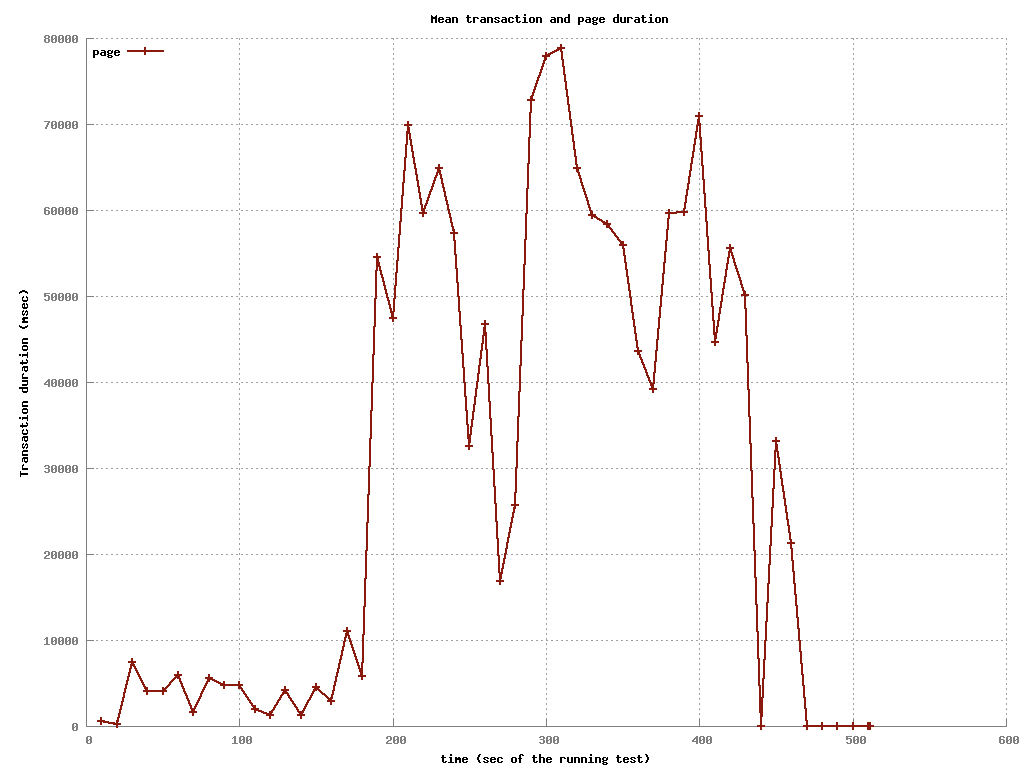 Mean transaction and page duration
page
80000
70000
60000
50000
40000
30000
20000
10000
0
Transaction duration (msec)
0 100 200 300 400 500 600
time (sec of the running test)